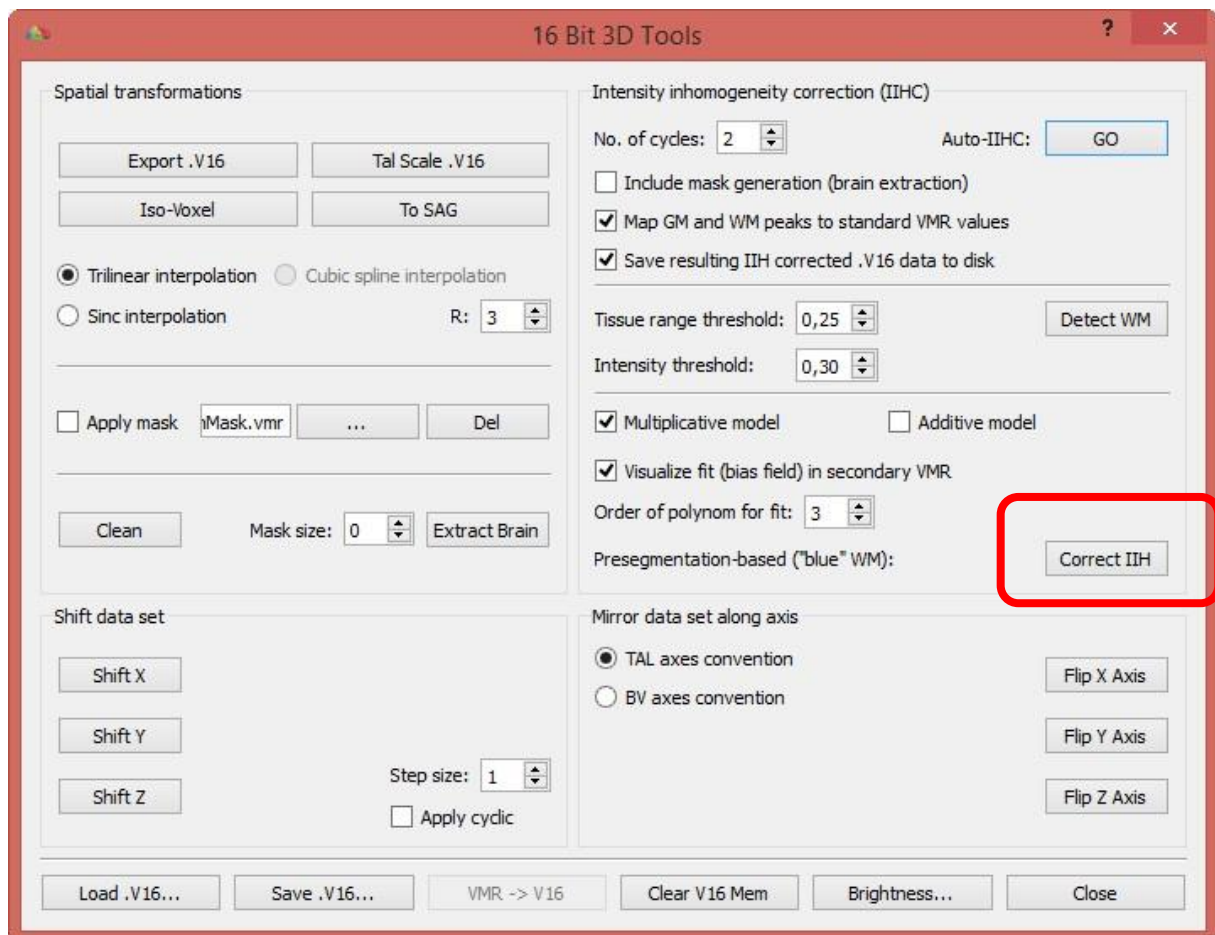 16 Bit 3D Tools
?
×
Spatial transformations
Export .V16
Tal Scale .V16
Iso-Voxel
To SAG
Trilinear interpolation
Cubic spline interpolation
Sinc interpolation
R: 3
Apply mask
Mask.vmr
...
Del
Clean
Mask size: 0
Extract Brain
Intensity inhomogeneity correction (IIHC)
No. of cycles: 2
Auto-IIHC:
GO
Include mask generation (brain extraction)
Map GM and WM peaks to standard VMR values
Save resulting IIH corrected .V16 data to disk
Tissue range threshold: 0,25
Detect WM
Intensity threshold: 0,30
Multiplicative model
Additive model
Visualize fit (bias field) in secondary VMR
Order of polynom for fit: 3
Presegmentation-based ("blue" WM):
Correct IIH
Shift data set
Shift X
Shift Y
Shift Z
Step size: 1
Apply cyclic
Mirror data set along axis
TAL axes convention
BV axes convention
Flip X Axis
Flip Y Axis
Flip Z Axis
Load .V16...
Save .V16...
VMR -> V16
Clear V16 Mem
Brightness...
Close